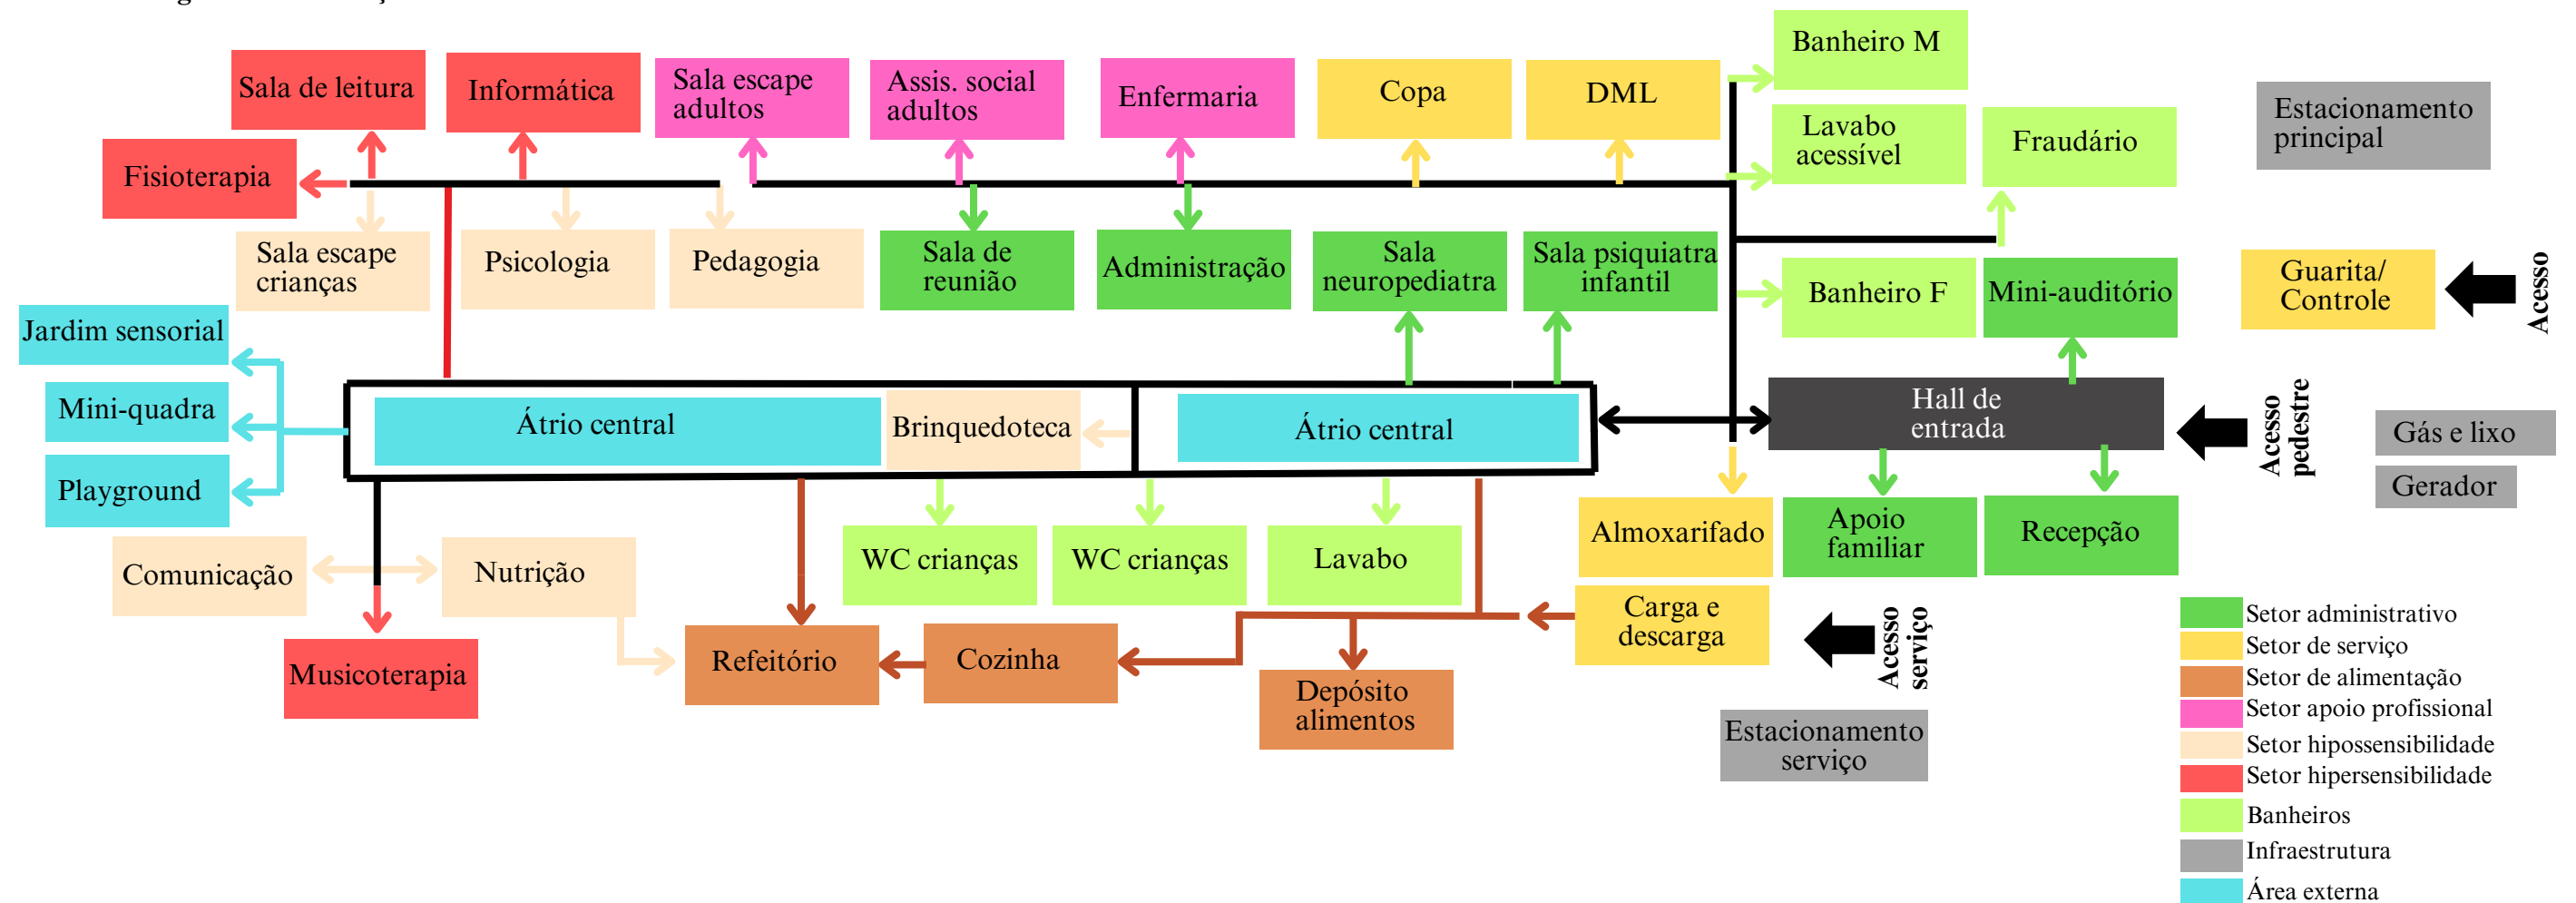 Banheiro M
Sala de leitura
Informática
Sala escape
adultos
Assis. social
adultos
Enfermaria
Copa
DML
Lavabo
acessível
Fraudário
Estacionamento
principal
Fisioterapia
Sala escape
crianças
Psicologia
Pedagogia
Sala de
reunião
Administração
Sala
neuropediatra
Sala psiquiatra
infantil
Banheiro F
Mini-auditório
Guarita/
Controle
Acesso
Jardim sensorial
Mini-quadra
Playground
Átrio central
Brinquedoteca
Átrio central
Hall de
entrada
Acesso
pedestre
Gás e lixo
Gerador
Comunicação
Nutrição
WC crianças
WC crianças
Lavabo
Almoxarifado
Apoio
familiar
Recepção
Musicoterapia
Refeitório
Cozinha
Depósito
alimentos
Carga e
descarga
Acesso
serviço
Estacionamento
serviço
Setor administrativo
Setor de serviço
Setor de alimentação
Setor apoio profissional
Setor hipossensibilidade
Setor hipersensibilidade
Banheiros
Infraestrutura
Área externa